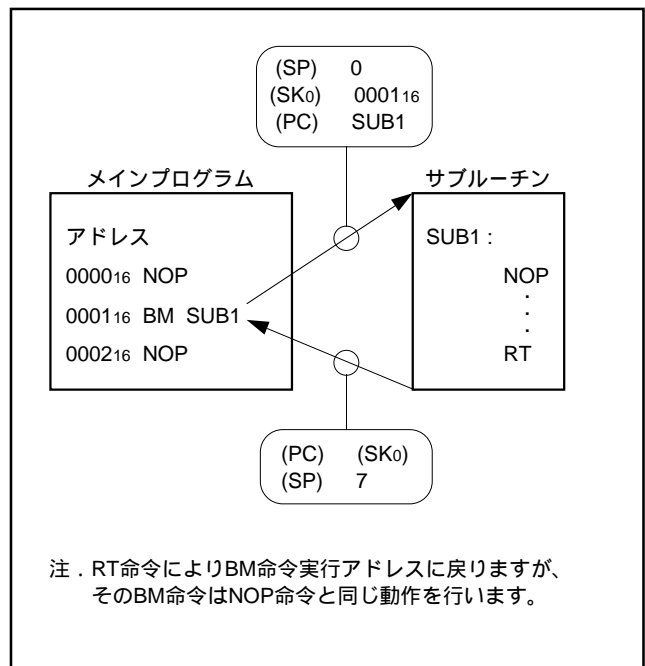 (SP) 0
(SK0) 000116
(PC) SUB1
メインプログラム
サブルーチン
アドレス
000016 NOP
000116 BM SUB1
000216 NOP
SUB1 :
NOP
・
・
・
RT
(PC) (SK0)
(SP) 7
注．RT命令によりBM命令実行アドレスに戻りますが、
そのBM命令はNOP命令と同じ動作を行います。